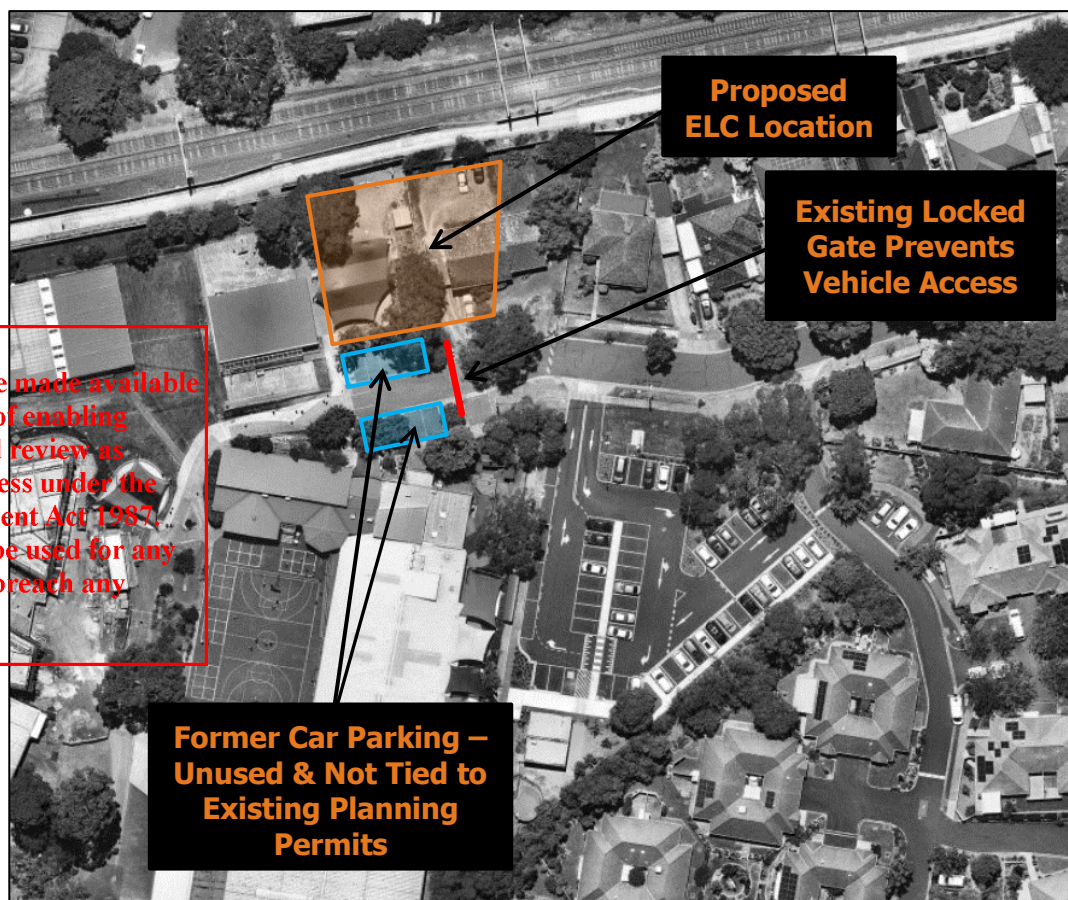 Proposed
ELC Location
Existing Locked
Gate Prevents
Vehicle Access
e made available
of enabling
review as
ess under the
ent Act 1987.
be used for any
breach any
Former Car Parking –
Unused & Not Tied to
Existing Planning
Permits